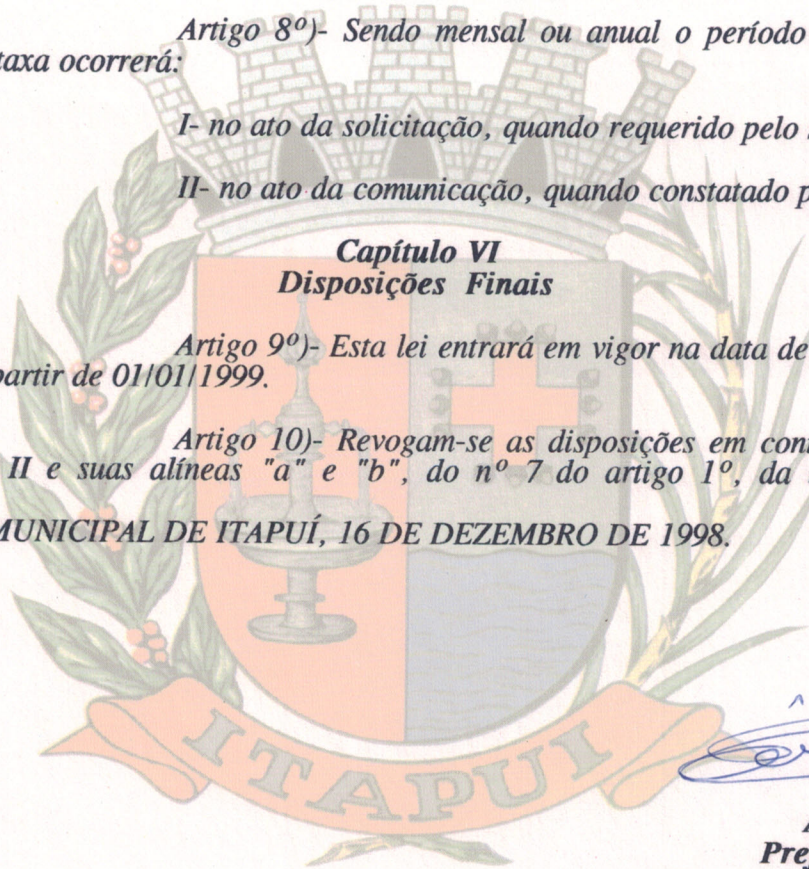 Artigo 8º)- Sendo mensal ou anual o período
taxa ocorrerá:
I- no ato da solicitação, quando requerido pelo
II- no ato da comunicação, quando constatado p
Capítulo VI
Disposições Finais
Artigo 9º)- Esta lei entrará em vigor na data de
partir de 01/01/1999.
Artigo 10)- Revogam-se as disposições em con
II e suas alíneas "a" e "b", do nº 7 do artigo 1º, da
MUNICIPAL DE ITAPUÍ, 16 DE DEZEMBRO DE 1998.
ITAPUI
Pre